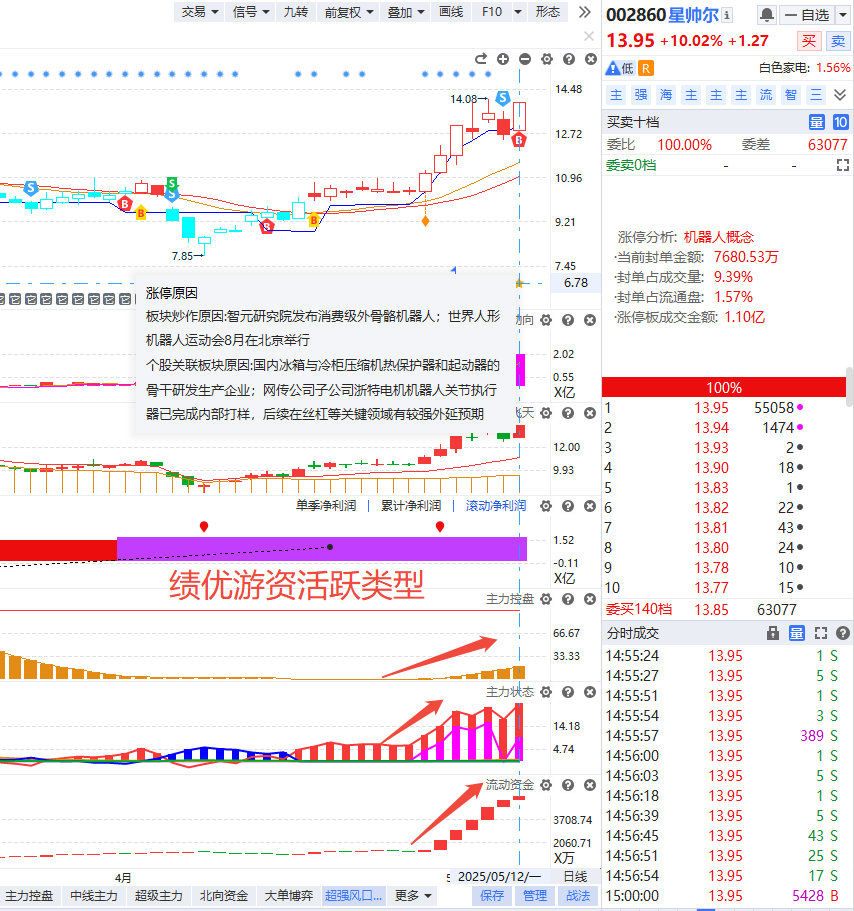 交易 信号 九转 前复权 叠加 画线 F10 形态
14.48
14.08→
12.72
10.96
9.21
7.85→
7.45
6.78
S B B S S B B S B
涨停原因
板块炒作原因:智元研究院发布消费级外骨骼机器人；世界人形
机器人运动会8月在北京举行
个股关联板块原因:国内冰箱与冷柜压缩机热保护器和起动器的
骨干研发生产企业；网传公司子公司浙特电机机器人关节执行
器已完成内部打样，后续在丝杠等关键领域有较强外延预期
动向
2.02
0.55
X亿
飞天
12.00
9.93
单季净利润 | 累计净利润 | 滚动净利润
1.52
-0.11
X亿
绩优游资活跃类型
主力控盘
66.67
33.33
主力状态
14.18
4.74
流动资金
3708.74
2060.71
X万
4月 2025/05/12/一 日线
主力控盘 中线主力 超级主力 北向资金 大单博弈 超强风口... 更多 保存 管理 战法
002860 星帅尔 自选
13.95 +10.02% +1.27 买 卖
低 R 白色家电: 1.56%
主 强 海 主 主 主 流 智 三
买卖十档 量 10
委比 100.00% 委差 63077
委卖0档 - -
涨停分析: 机器人概念
·当前封单金额: 7680.53万
·封单占成交量: 9.39%
·封单占流通盘: 1.57%
·涨停板成交金额: 1.10亿
100%
1 13.95 55058
2 13.94 1474
3 13.93 2
4 13.90 18
5 13.83 1
6 13.82 22
7 13.81 43
8 13.80 24
9 13.78 10
10 13.77 15
委买140档 13.85 63077
分时成交 量
14:55:24 13.95 1 S
14:55:27 13.95 5 S
14:55:51 13.95 1 S
14:55:54 13.95 3 S
14:55:57 13.95 389 S
14:56:00 13.95 1 S
14:56:03 13.95 5 S
14:56:18 13.95 1 S
14:56:39 13.95 5 S
14:56:45 13.95 43 S
14:56:51 13.95 25 S
14:56:54 13.95 17 S
15:00:00 13.95 5428 B